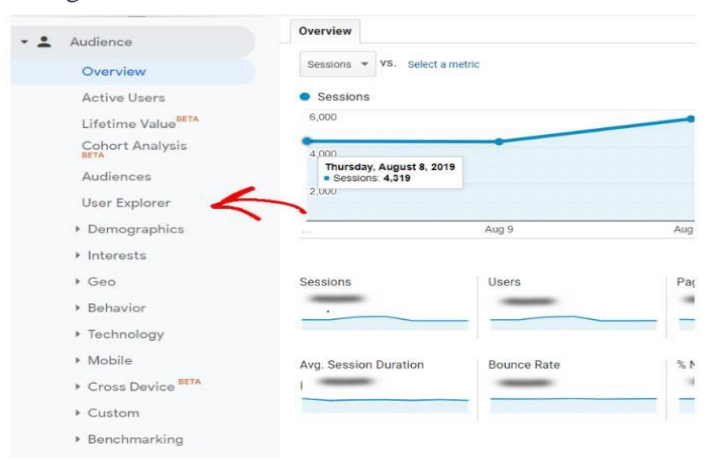 Audience
Overview
Active Users
Lifetime Value BETA
Cohort Analysis
BETA
Audiences
User Explorer
Demographics
Interests
Geo
Behavior
Technology
Mobile
Cross Device BETA
Custom
Benchmarking
Overview
Sessions VS. Select a metric
Sessions
6,000
4,000
Thursday, August 8, 2019
Sessions: 4,319
2,000
... Aug 9 Aug
Sessions Users Pag
Avg. Session Duration Bounce Rate % N